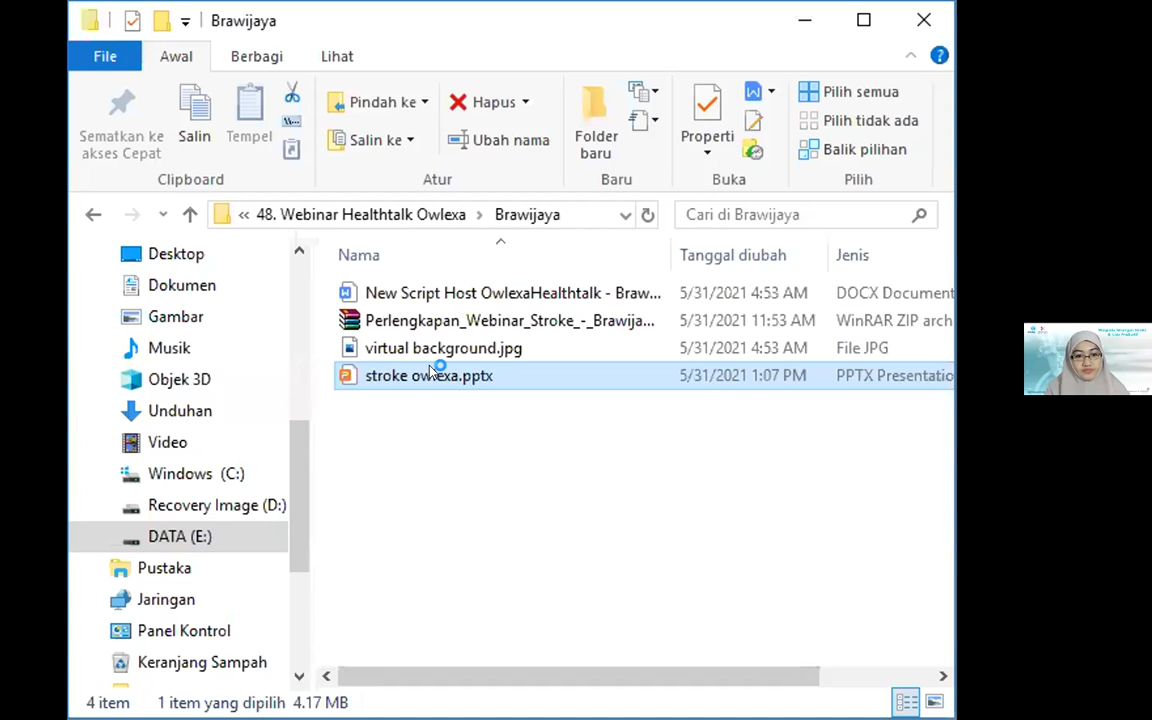 Brawijaya
File
Awal
Berbagi
Lihat
Sematkan ke
akses Cepat
Salin
Tempel
Pindah ke
Salin ke
Hapus
Ubah nama
Folder
baru
Properti
Pilih semua
Pilih tidak ada
Balik pilihan
Clipboard
Atur
Baru
Buka
Pilih
« 48. Webinar Healthtalk Owlexa > Brawijaya
Cari di Brawijaya
Nama
Tanggal diubah
Jenis
New Script Host OwlexaHealthtalk - Braw... 5/31/2021 4:53 AM DOCX Document
Perlengkapan_Webinar_Stroke_-_Brawija... 5/31/2021 11:53 AM WinRAR ZIP arch
virtual background.jpg 5/31/2021 4:53 AM File JPG
stroke owlexa.pptx 5/31/2021 1:07 PM PPTX Presentatio
Desktop
Dokumen
Gambar
Musik
Objek 3D
Unduhan
Video
Windows (C:)
Recovery Image (D:)
DATA (E:)
Pustaka
Jaringan
Panel Kontrol
Keranjang Sampah
4 item
1 item yang dipilih 4.17 MB